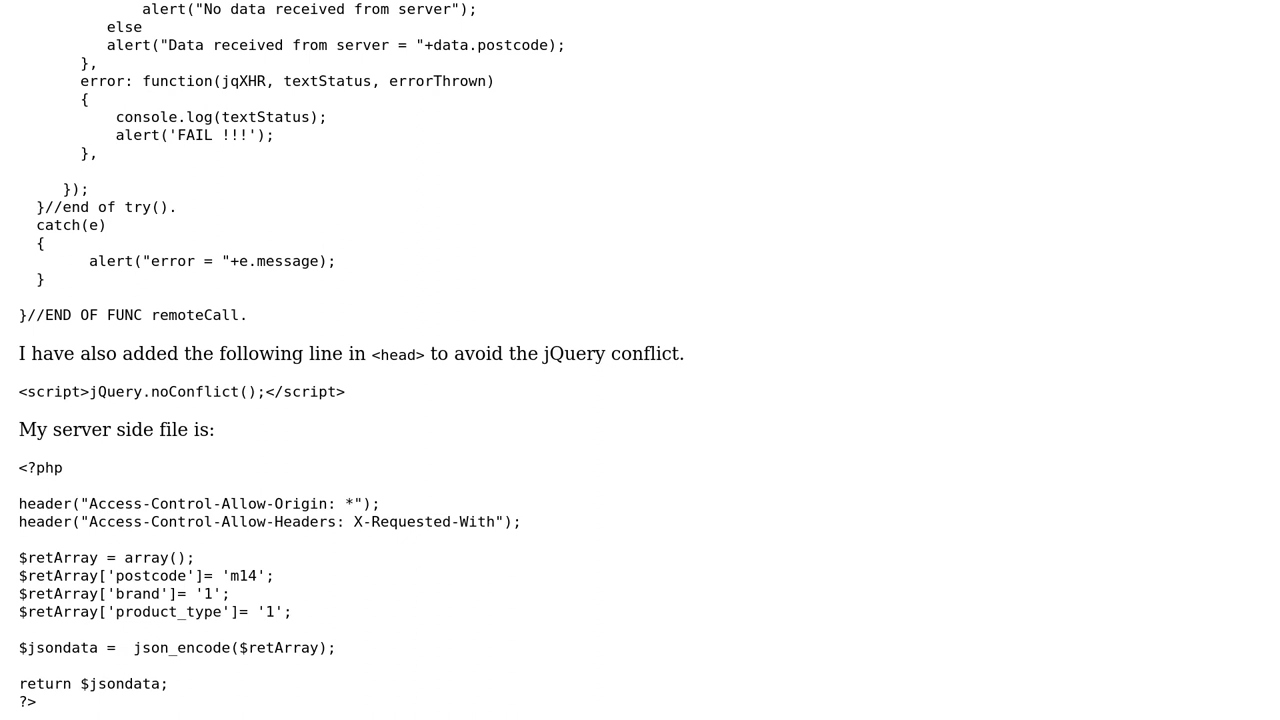 alert("No data received from server");
else
alert("Data received from server = "+data.postcode);
},
error: function(jqXHR, textStatus, errorThrown)
{
console.log(textStatus);
alert('FAIL !!!');
},
});
}//end of try().
catch(e)
{
alert("error = "+e.message);
}
}//END OF FUNC remoteCall.
I have also added the following line in <head> to avoid the jQuery conflict.
<script>jQuery.noConflict();</script>
My server side file is:
<?php
header("Access-Control-Allow-Origin: *");
header("Access-Control-Allow-Headers: X-Requested-With");
$retArray = array();
$retArray['postcode']= 'm14';
$retArray['brand']= '1';
$retArray['product_type']= '1';
$jsondata =  json_encode($retArray);
return $jsondata;
?>